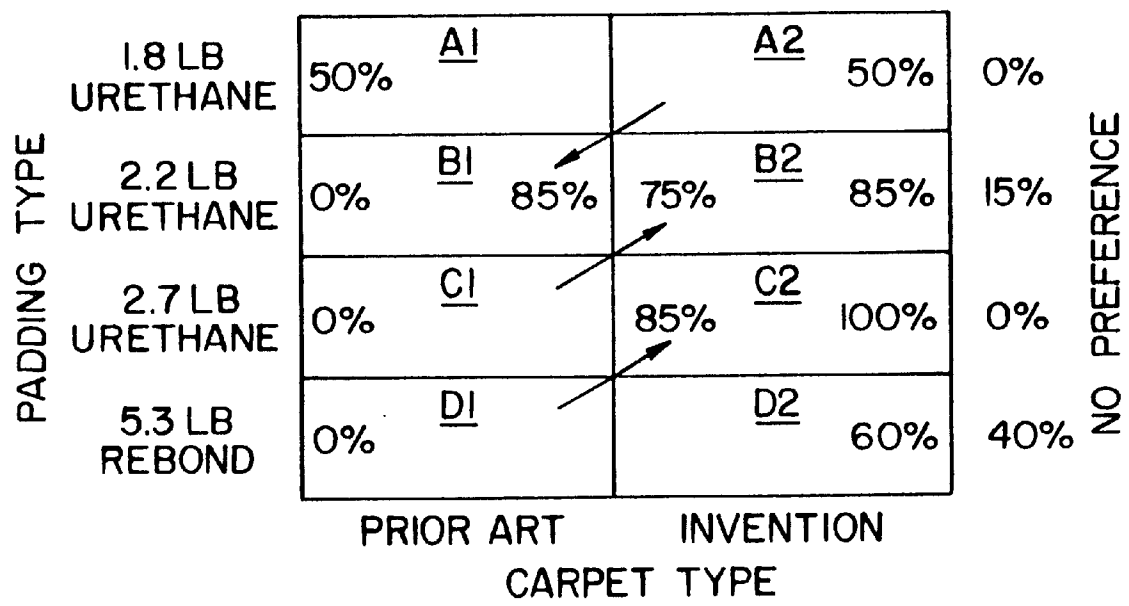 PADDING TYPE
1.8 LB
URETHANE
A1
A2
50%
50%
0%
2.2 LB
URETHANE
B1
B2
0%
85%
75%
85%
15%
2.7 LB
URETHANE
C1
C2
0%
85%
100%
0%
5.3 LB
REBOND
D1
D2
0%
60%
40%
NO PREFERENCE
PRIOR ART
INVENTION
CARPET TYPE